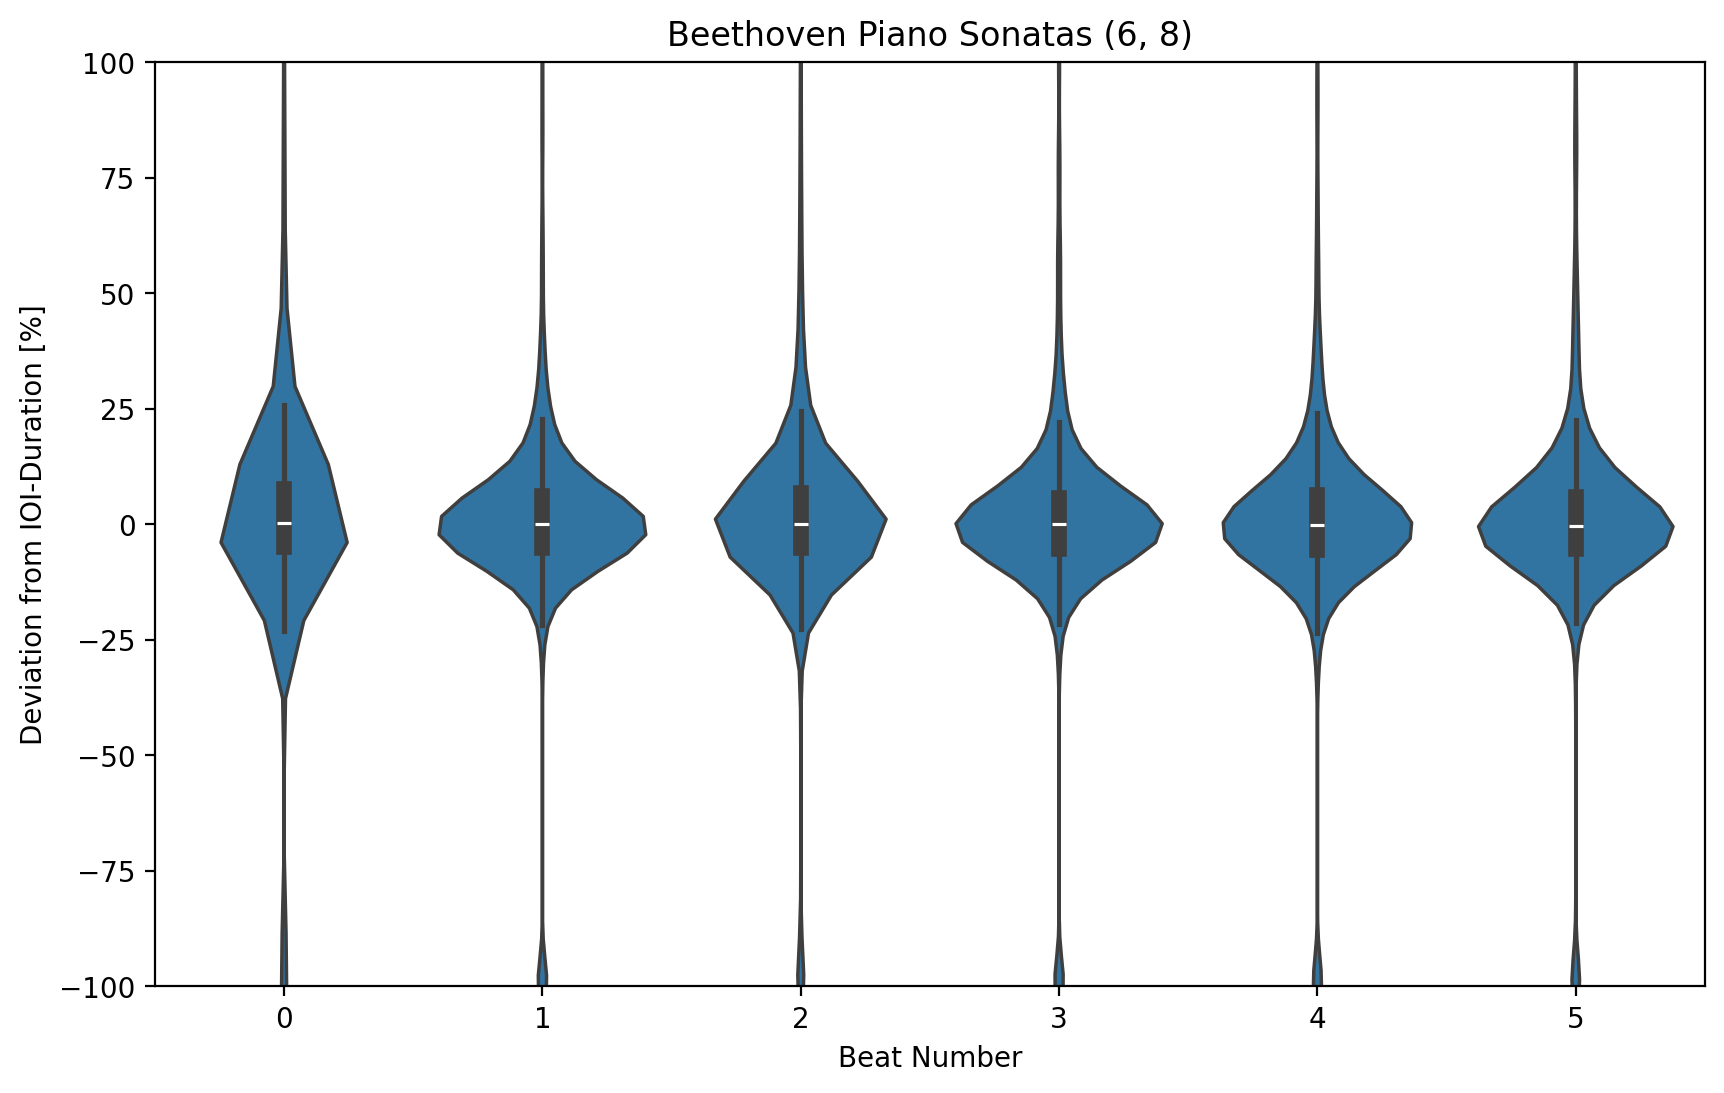 Beethoven Piano Sonatas (6, 8)
Deviation from IOI-Duration [%]
100
75
50
25
0
−25
−50
−75
−100
0 1 2 3 4 5
Beat Number